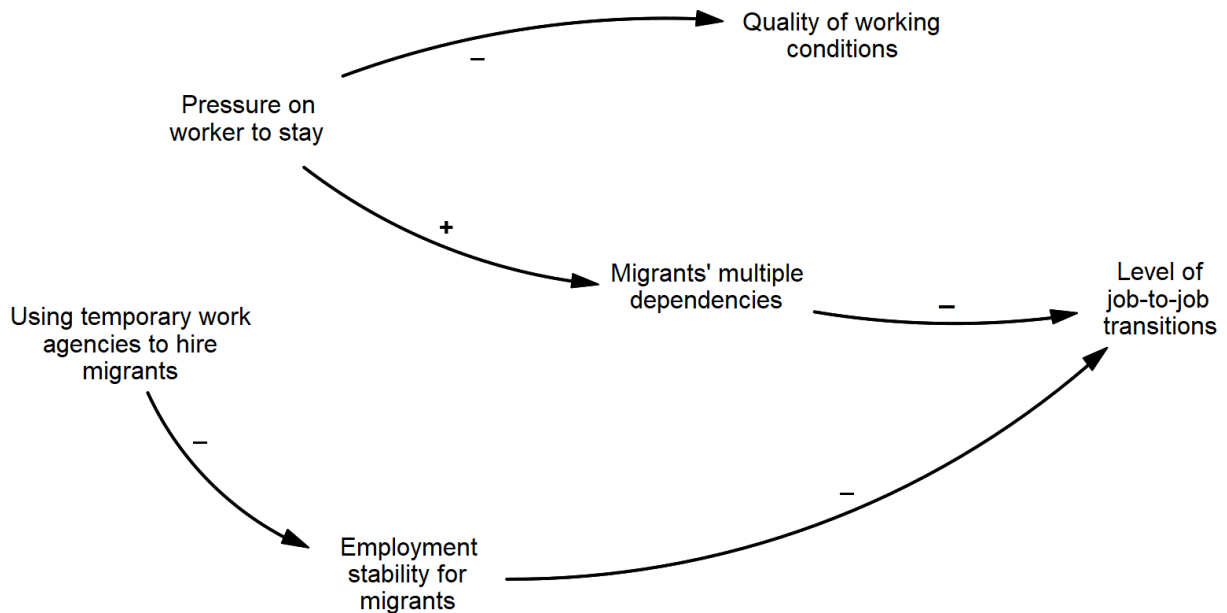 Quality of working
conditions
–
Pressure on
worker to stay
+
Migrants' multiple
dependencies
–
Level of
job-to-job
transitions
Using temporary work
agencies to hire
migrants
–
–
Employment
stability for
migrants